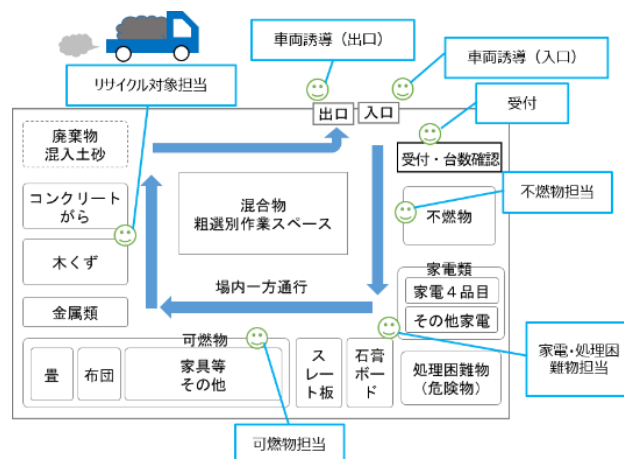 車両誘導（出口）
車両誘導（入口）
リサイクル対象担当
受付
出口
入口
廃棄物
混入土砂
受付・台数確認
コンクリート
がら
混合物
粗選別作業スペース
不燃物
不燃物担当
木くず
家電類
家電４品目
その他家電
場内一方通行
金属類
可燃物
畳
布団
家具等
その他
スレート板
石膏ボード
処理困難物
(危険物)
家電・処理困
難物担当
可燃物担当